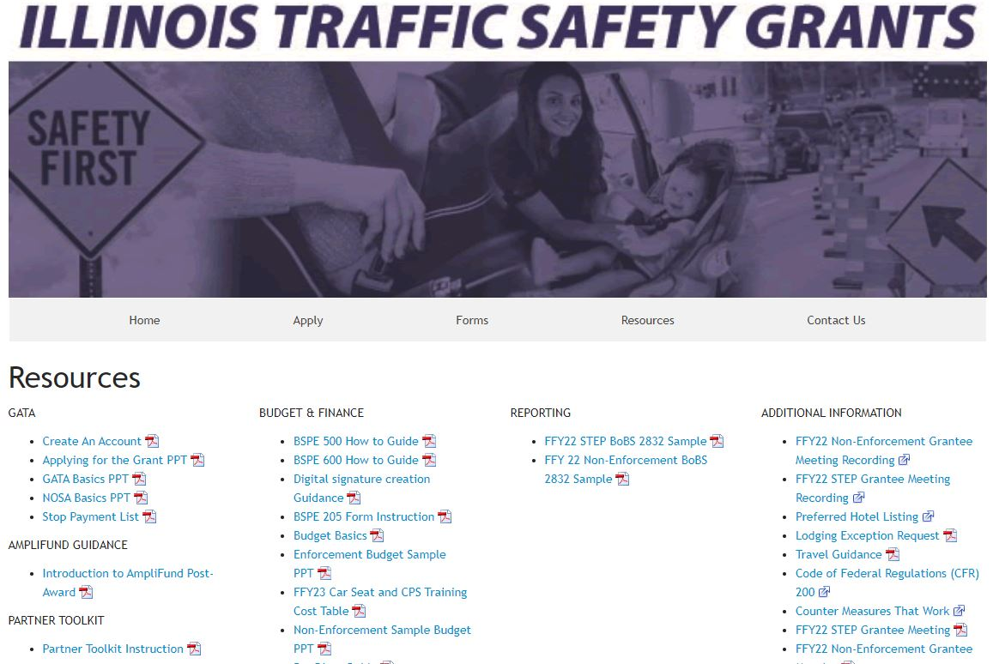 ILLINOIS TRAFFIC SAFETY GRANTS
SAFETY
FIRST
Home
Apply
Forms
Resources
Contact Us
Resources
GATA
Create An Account
Applying for the Grant PPT
GATA Basics PPT
NOSA Basics PPT
Stop Payment List
AMPLIFUND GUIDANCE
Introduction to AmpliFund Post-
Award
PARTNER TOOLKIT
Partner Toolkit Instruction
BUDGET & FINANCE
BSPE 500 How to Guide
BSPE 600 How to Guide
Digital signature creation
Guidance
BSPE 205 Form Instruction
Budget Basics
Enforcement Budget Sample
PPT
FFY23 Car Seat and CPS Training
Cost Table
Non-Enforcement Sample Budget
PPT
REPORTING
FFY22 STEP BoBS 2832 Sample
FFY 22 Non-Enforcement BoBS
2832 Sample
ADDITIONAL INFORMATION
FFY22 Non-Enforcement Grantee
Meeting Recording
FFY22 STEP Grantee Meeting
Recording
Preferred Hotel Listing
Lodging Exception Request
Travel Guidance
Code of Federal Regulations (CFR)
200
Counter Measures That Work
FFY22 STEP Grantee Meeting
FFY22 Non-Enforcement Grantee